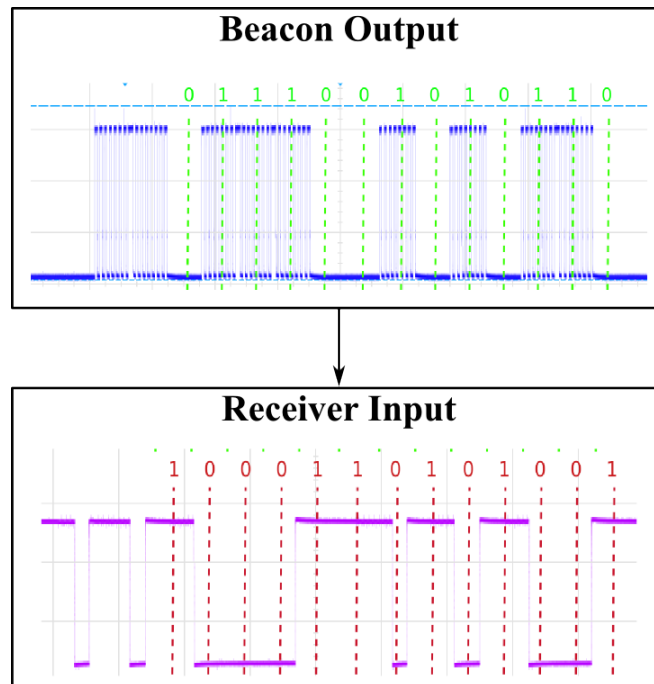 Beacon Output
0 1 1 1 0 0 1 0 1 0 1 1 0
Receiver Input
1 0 0 0 1 1 0 1 0 1 0 0 1